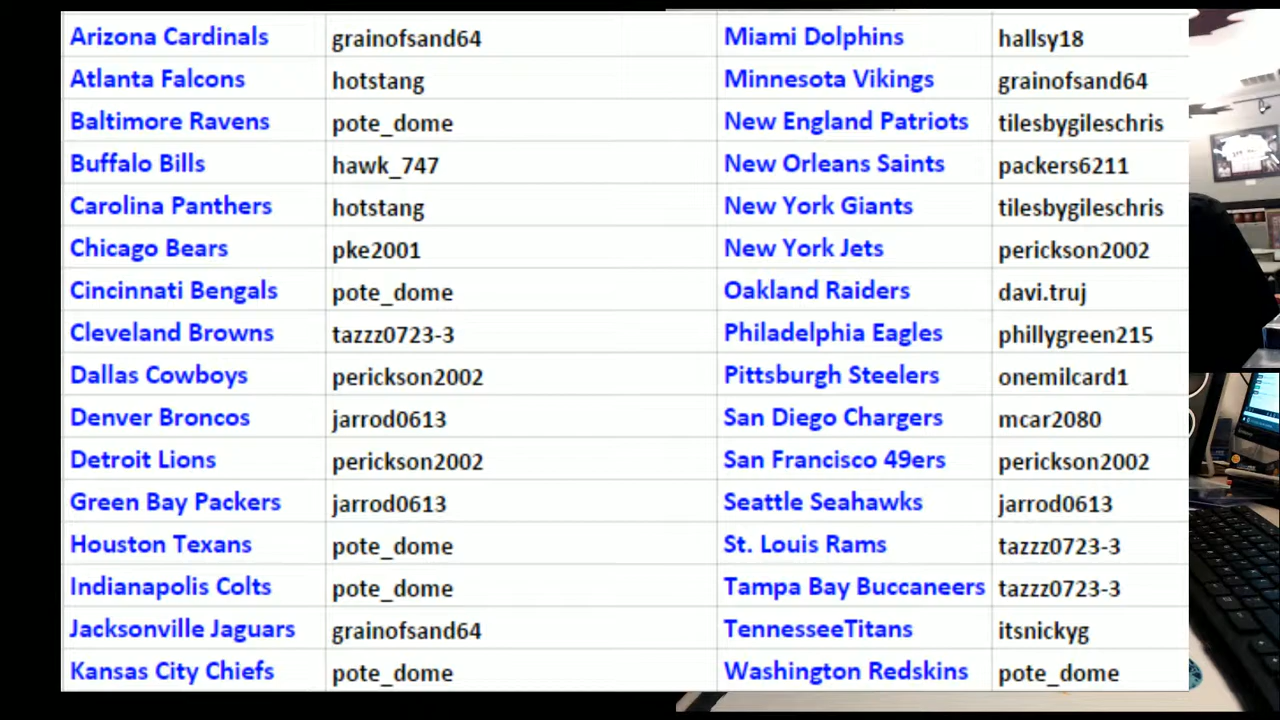 Arizona Cardinals grainofsand64
Atlanta Falcons hotstang
Baltimore Ravens pote_dome
Buffalo Bills hawk_747
Carolina Panthers hotstang
Chicago Bears pke2001
Cincinnati Bengals pote_dome
Cleveland Browns tazzz0723-3
Dallas Cowboys perickson2002
Denver Broncos jarrod0613
Detroit Lions perickson2002
Green Bay Packers jarrod0613
Houston Texans pote_dome
Indianapolis Colts pote_dome
Jacksonville Jaguars grainofsand64
Kansas City Chiefs pote_dome
Miami Dolphins hallsy18
Minnesota Vikings grainofsand64
New England Patriots tilesbygileschris
New Orleans Saints packers6211
New York Giants tilesbygileschris
New York Jets perickson2002
Oakland Raiders davi.truj
Philadelphia Eagles phillygreen215
Pittsburgh Steelers onemilcard1
San Diego Chargers mcar2080
San Francisco 49ers perickson2002
Seattle Seahawks jarrod0613
St. Louis Rams tazzz0723-3
Tampa Bay Buccaneers tazzz0723-3
TennesseeTitans itsnickyg
Washington Redskins pote_dome